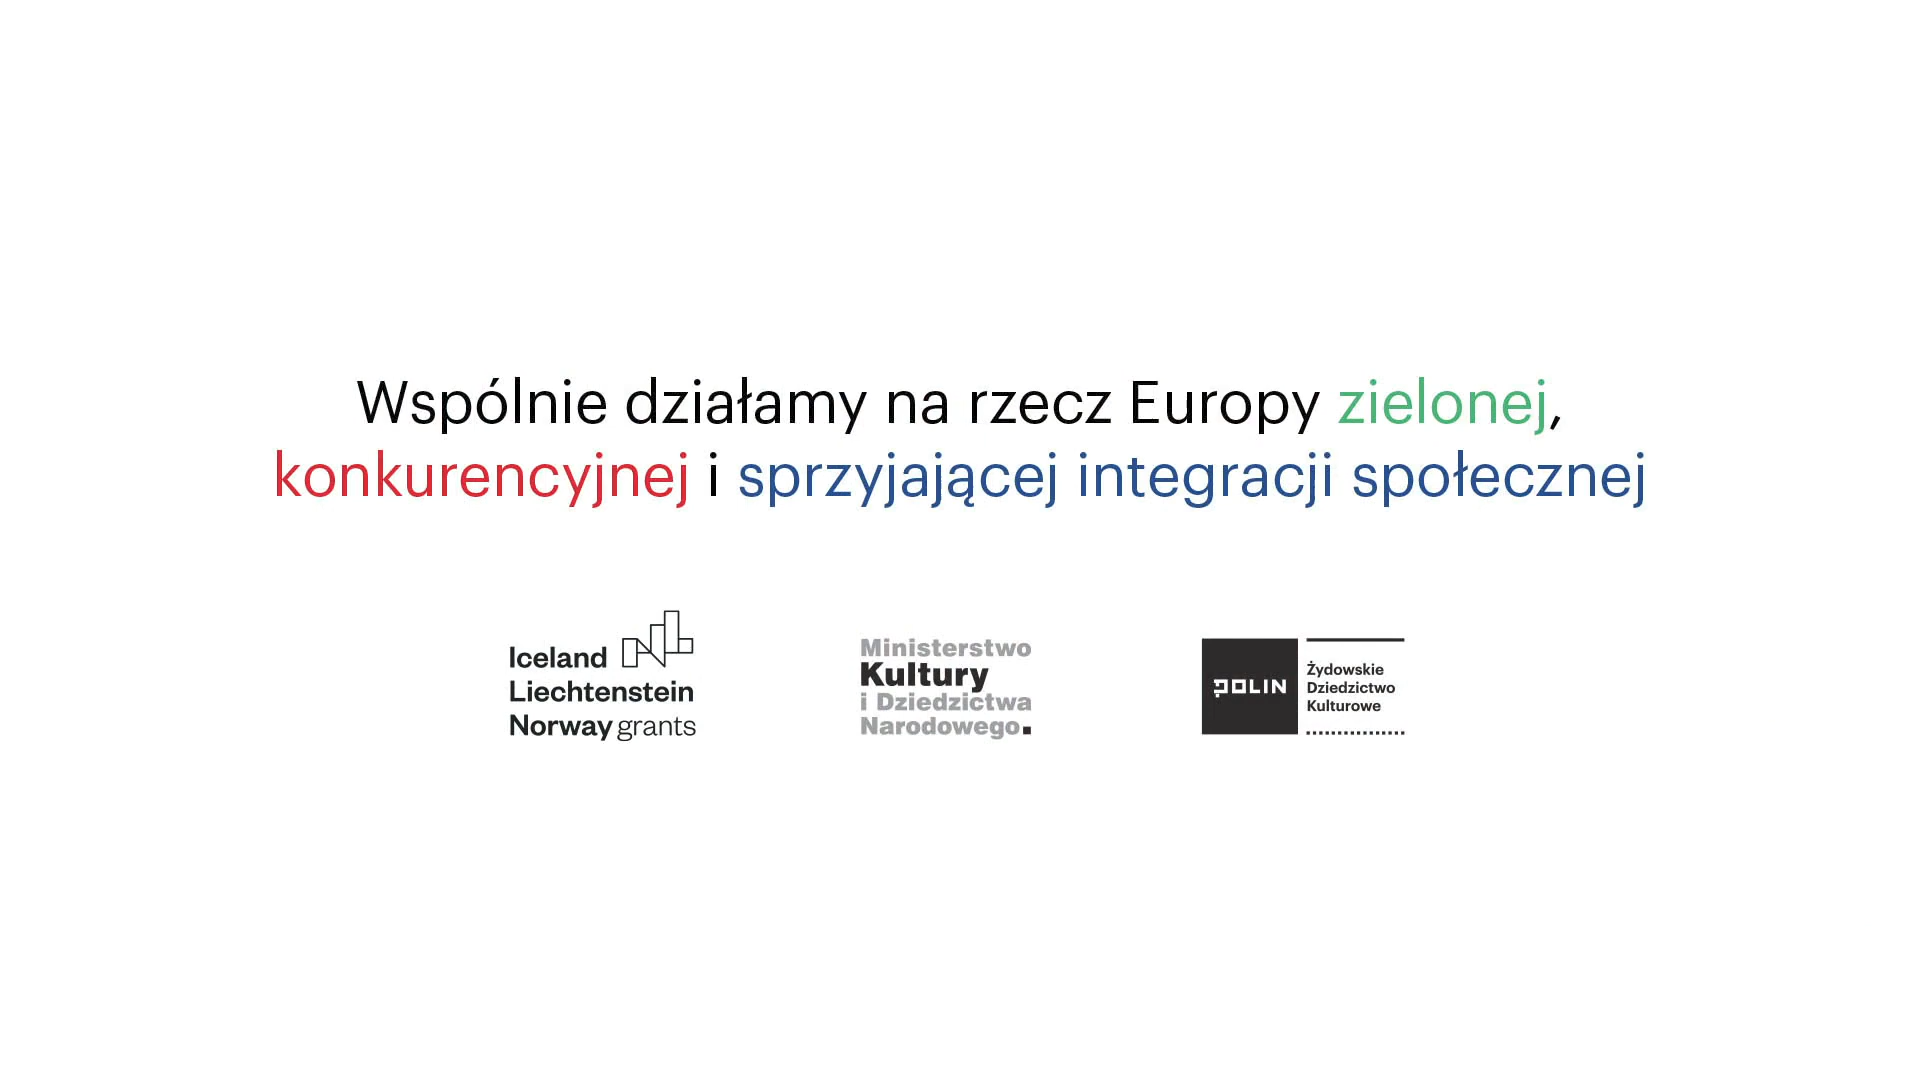 Wspólnie działamy na rzecz Europy zielonej,
konkurencyjnej i sprzyjającej integracji społecznej
Iceland
Liechtenstein
Norway grants
Ministerstwo
Kultury
i Dziedzictwa
Narodowego.
POLIN
Żydowskie
Dziedzictwo
Kulturowe